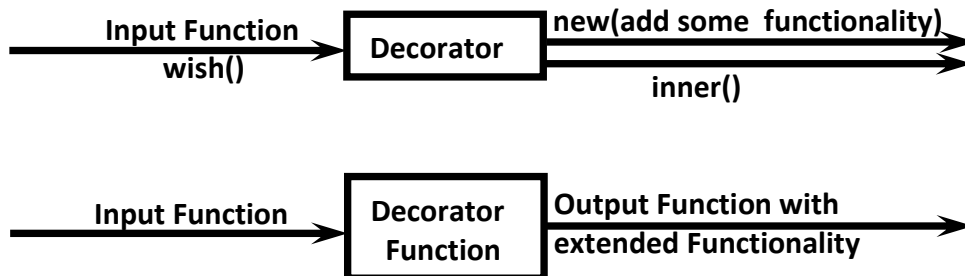 Input Function
wish()
Decorator
new(add some functionality)
inner()
Input Function
Decorator
Function
Output Function with
extended Functionality